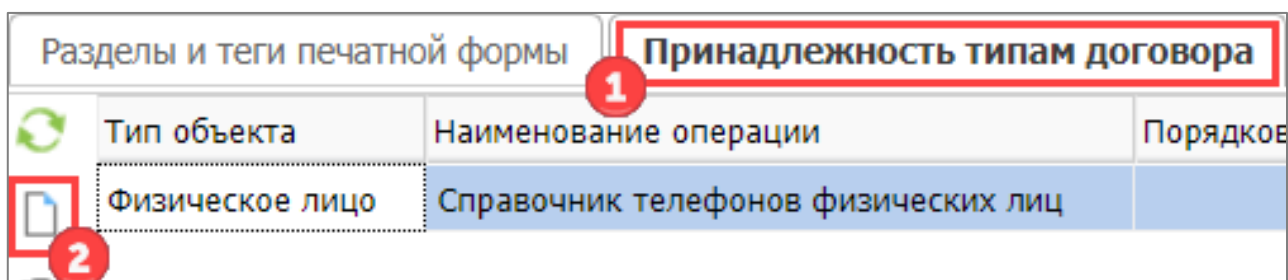 Разделы и теги печатной формы Принадлежность типам договора
1
Тип объекта Наименование операции Порядков
Физическое лицо Справочник телефонов физических лиц
2